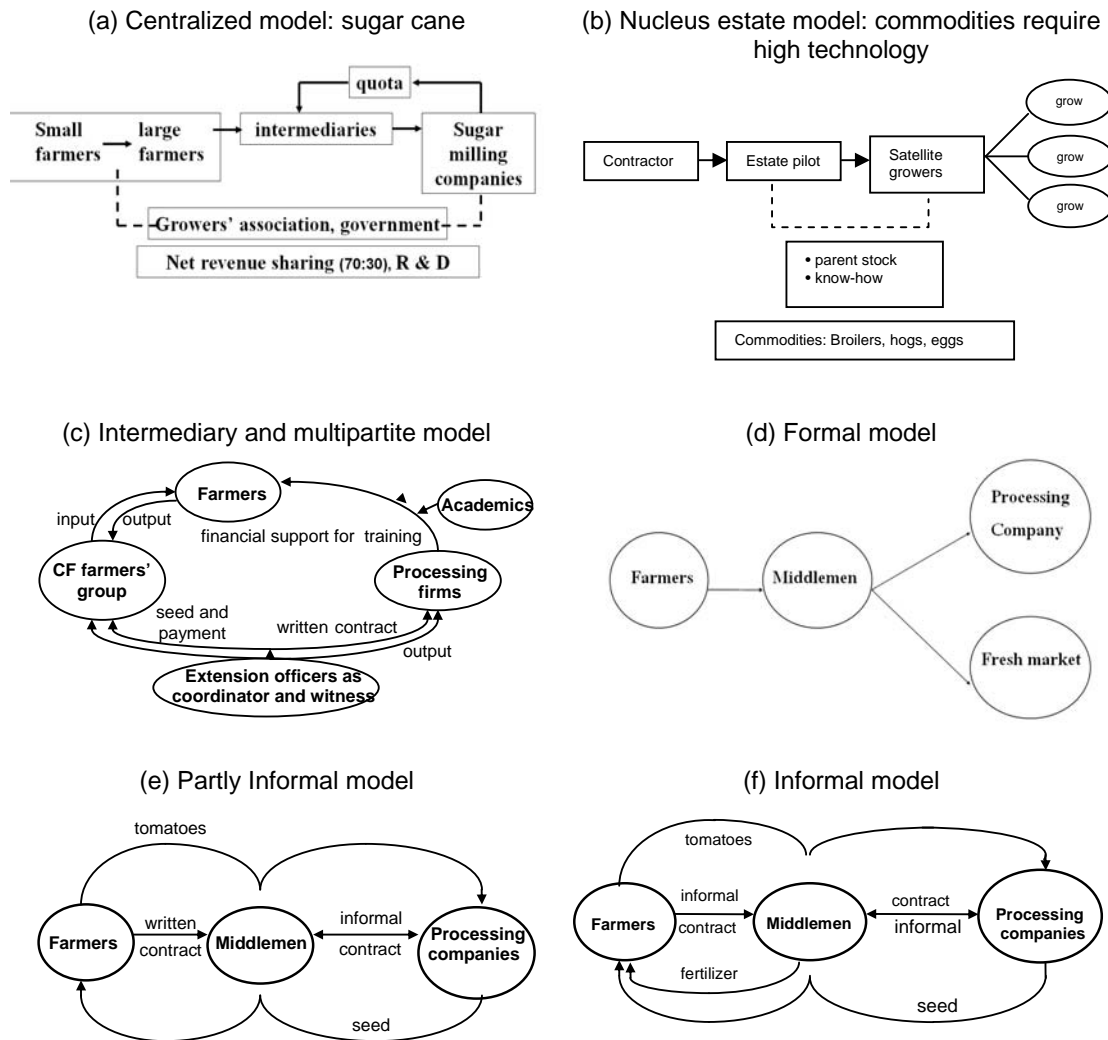 (a) Centralized model: sugar cane
quota
Small
farmers
large
farmers
intermediaries
Sugar
milling
companies
Growers’ association, government
Net revenue sharing (70:30), R & D
(b) Nucleus estate model: commodities require
high technology
Contractor
Estate pilot
Satellite
growers
grow
grow
grow
• parent stock
• know-how
Commodities: Broilers, hogs, eggs
(c) Intermediary and multipartite model
Farmers
Academics
input
output
financial support for training
CF farmers’
group
Processing
firms
seed and
payment
written contract
output
Extension officers as
coordinator and witness
(d) Formal model
Farmers
Middlemen
Processing
Company
Fresh market
(e) Partly Informal model
tomatoes
Farmers
written
contract
Middlemen
informal
contract
Processing
companies
seed
(f) Informal model
tomatoes
Farmers
informal
contract
Middlemen
contract
informal
Processing
companies
fertilizer
seed